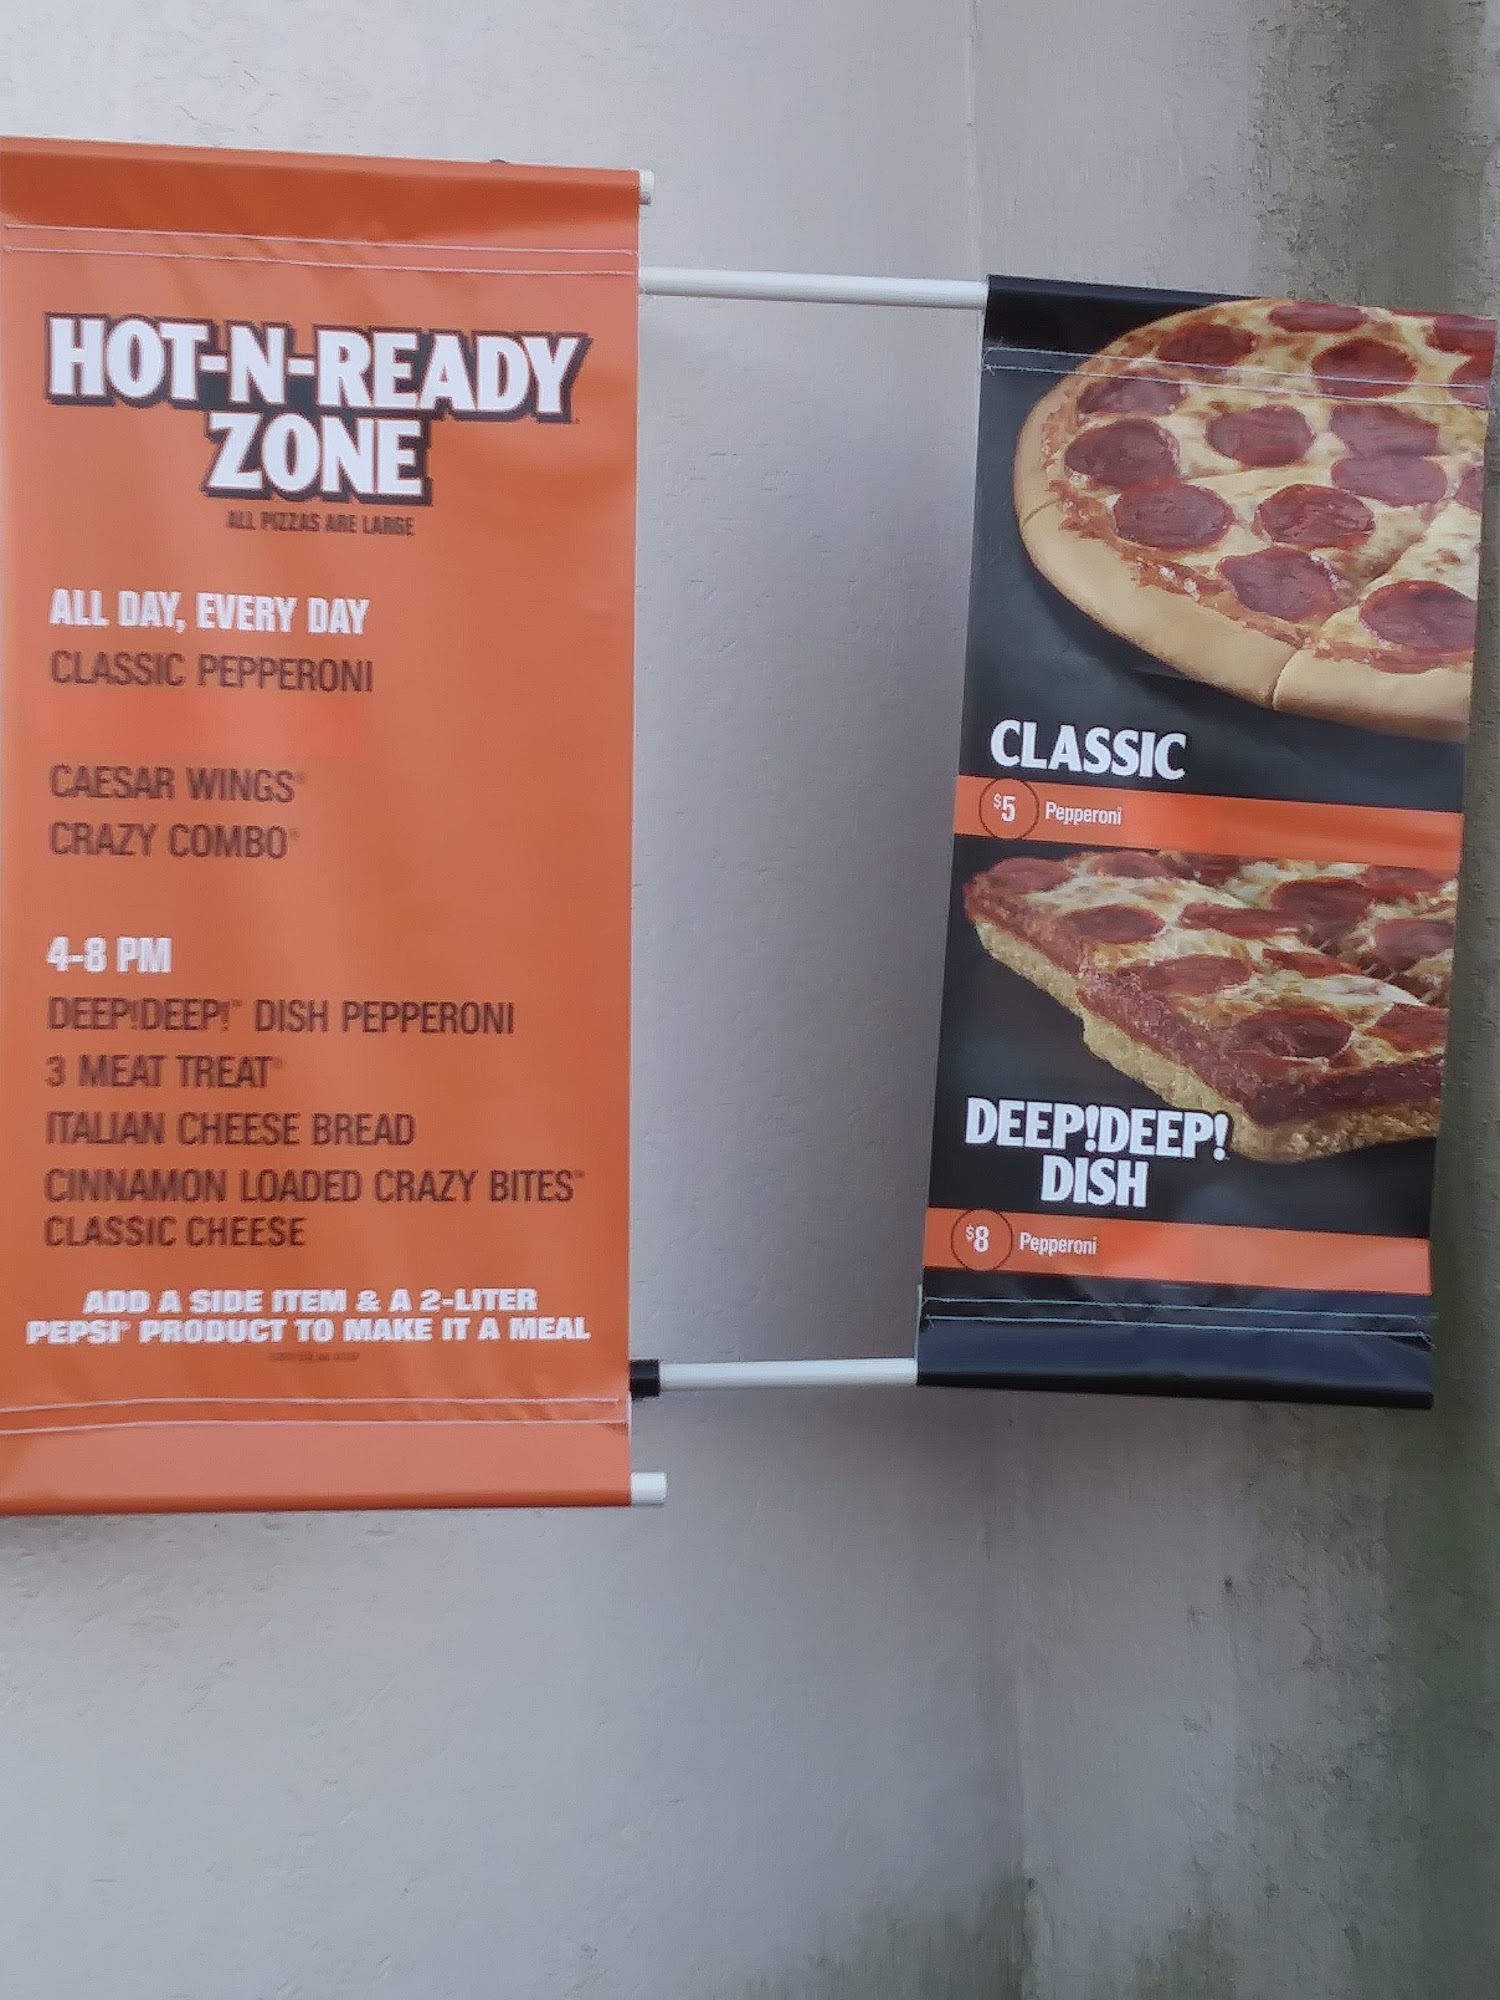 HOT-N-READY
ZONE
ALL PIZZAS ARE LARGE
ALL DAY, EVERY DAY
CLASSIC PEPPERONI
CAESAR WINGS®
CRAZY COMBO®
4-8 PM
DEEP!DEEP!™ DISH PEPPERONI
3 MEAT TREAT®
ITALIAN CHEESE BREAD
CINNAMON LOADED CRAZY BITES™
CLASSIC CHEESE
ADD A SIDE ITEM & A 2-LITER
PEPSI® PRODUCT TO MAKE IT A MEAL
CLASSIC
$5 Pepperoni
DEEP!DEEP!
DISH
$8 Pepperoni